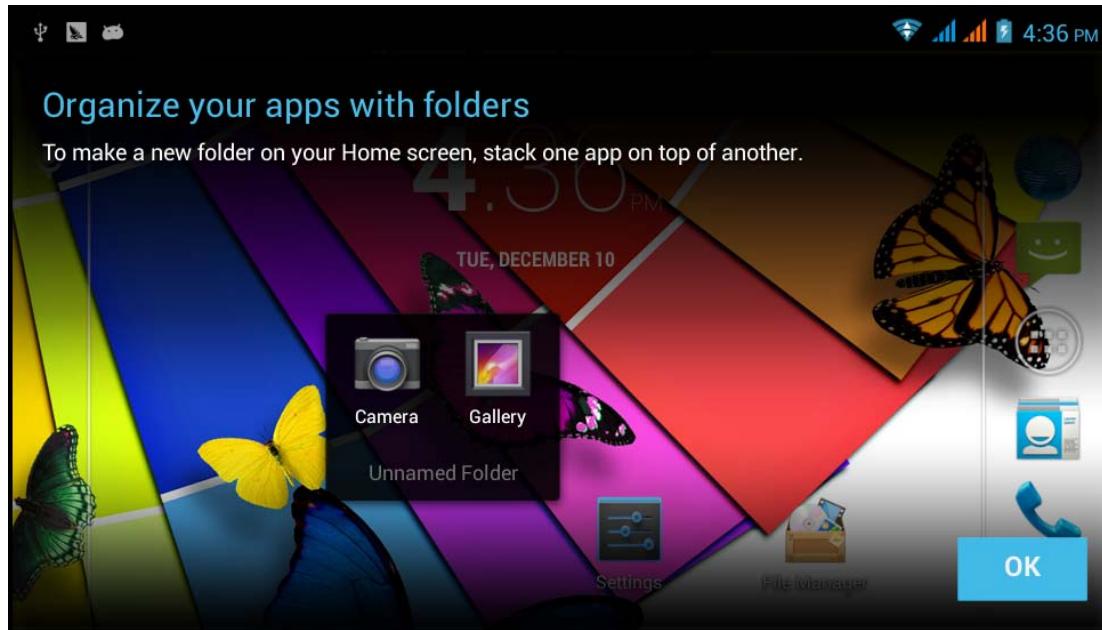 4:36 PM
Organize your apps with folders
To make a new folder on your Home screen, stack one app on top of another.
4:36 PM
TUE, DECEMBER 10
Camera Gallery
Unnamed Folder
Settings File Manager
OK